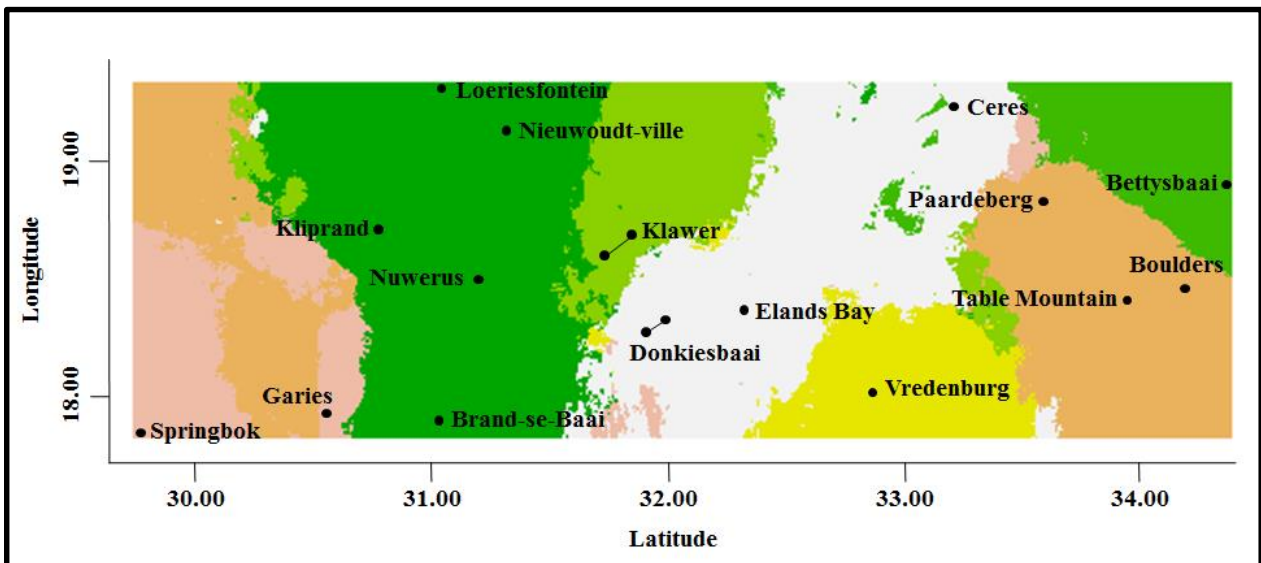 Loeriesfontein
Nieuwoudt-ville
Ceres
19.00
Bettysbaai
Paardeberg
Kliprand
Klawer
Boulders
Nuwerus
Table Mountain
Elands Bay
Longitude
Donkiesbaai
18.00
Garies
Vredenburg
Brand-se-Baai
Springbok
30.00 31.00 32.00 33.00 34.00
Latitude